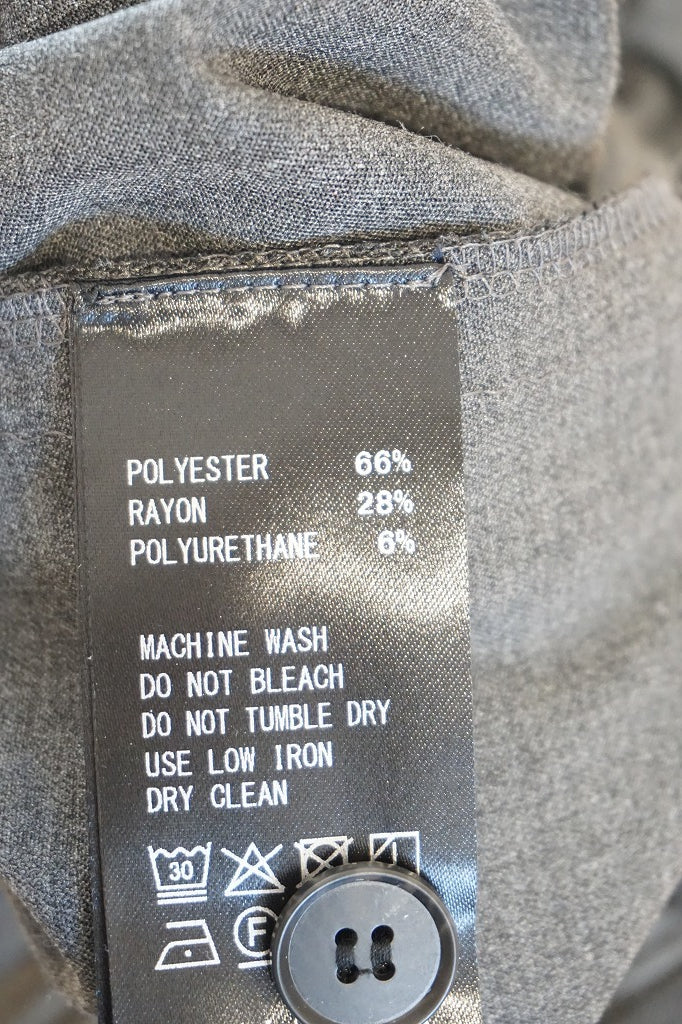 POLYESTER 66%
RAYON 28%
POLYURETHANE 6%
MACHINE WASH
DO NOT BLEACH
DO NOT TUMBLE DRY
USE LOW IRON
DRY CLEAN
30
F